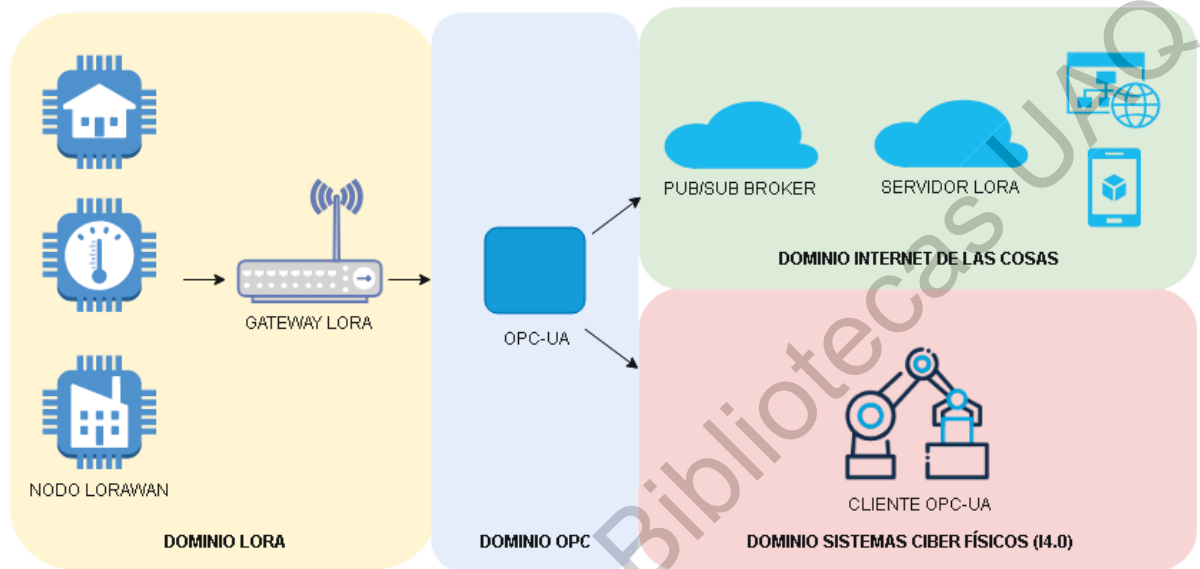 NODO LORAWAN
GATEWAY LORA
DOMINIO LORA
OPC-UA
DOMINIO OPC
PUB/SUB BROKER
SERVIDOR LORA
DOMINIO INTERNET DE LAS COSAS
CLIENTE OPC-UA
DOMINIO SISTEMAS CIBER FÍSICOS (I4.0)
Bibliotecas UAQ